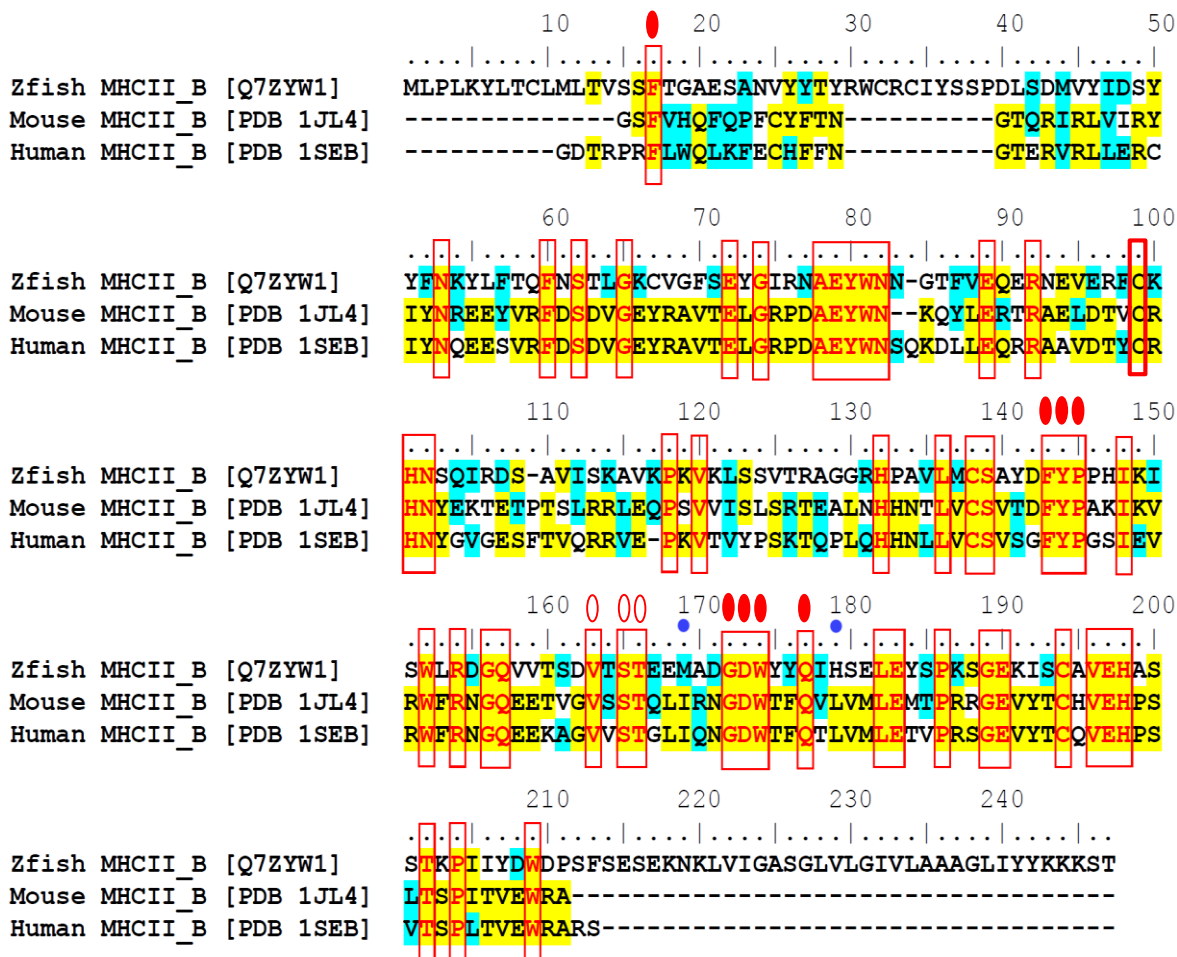 10 20 30 40 50
....|....|....|....|....|....|....|....|....|....|
Zfish MHCII_B [Q7ZYW1] MLPLKYLTCLMLTVSSFTGAESANVYYTYRWCRCIYSSPDLSDMVYIDSY
Mouse MHCII_B [PDB 1JL4] --------------GSFVHQFQPFCYFTN----------GTQRIRLVIRY
Human MHCII_B [PDB 1SEB] ----------GDTRPRFLWQLKFECHFFN----------GTERVRLLERC
60 70 80 90 100
....|....|....|....|....|....|....|....|....|....|
Zfish MHCII_B [Q7ZYW1] YFNKYLFTQFNSTLGKCVGFSEYGIRNAEYWNN-GTFVEQERNEVERFCK
Mouse MHCII_B [PDB 1JL4] IYNREEYVRFDSDVGEYRAVTELGRPDAEYWN--KQYLERTRAELDTVCR
Human MHCII_B [PDB 1SEB] IYNQEESVRFDSDVGEYRAVTELGRPDAEYWNSQKDLLEQRRAAVDTYCR
110 120 130 140 150
....|....|....|....|....|....|....|....|....|....|
Zfish MHCII_B [Q7ZYW1] HNSQIRDS-AVISKAVKPKVKLSSVTRAGGRHPAVLMCSAYDFYPPHIKI
Mouse MHCII_B [PDB 1JL4] HNYEKTETPTSLRRLEQPSVVISLSRTEALNHHNTLVCSVTDFYPAKIKV
Human MHCII_B [PDB 1SEB] HNYGVGESFTVQRRVE-PKVTVYPSKTQPLQHHNLLVCSVSGFYPGSIEV
160 170 180 190 200
....|....|....|....|....|....|....|....|....|....|
Zfish MHCII_B [Q7ZYW1] SWLRDGQVVTSDVTSTEEMADGDWYYQIHSELEYSPKSGEKISCAVEHAS
Mouse MHCII_B [PDB 1JL4] RWFRNGQEETVGVSSTQLIRNGDWTFQVLVMLEMTPRRGEVYTCHVEHPS
Human MHCII_B [PDB 1SEB] RWFRNGQEEKAGVVSTGLIQNGDWTFQTLVMLETVPRSGEVYTCQVEHPS
210 220 230 240
....|....|....|....|....|....|....|....|....|..
Zfish MHCII_B [Q7ZYW1] STKPIIYDWDPSFSESEKNKLVIGASGLVLGIVLAAAGLIYYKKKST
Mouse MHCII_B [PDB 1JL4] LTSPITVEWRA------------------------------------
Human MHCII_B [PDB 1SEB] VTSPLTVEWRARS----------------------------------